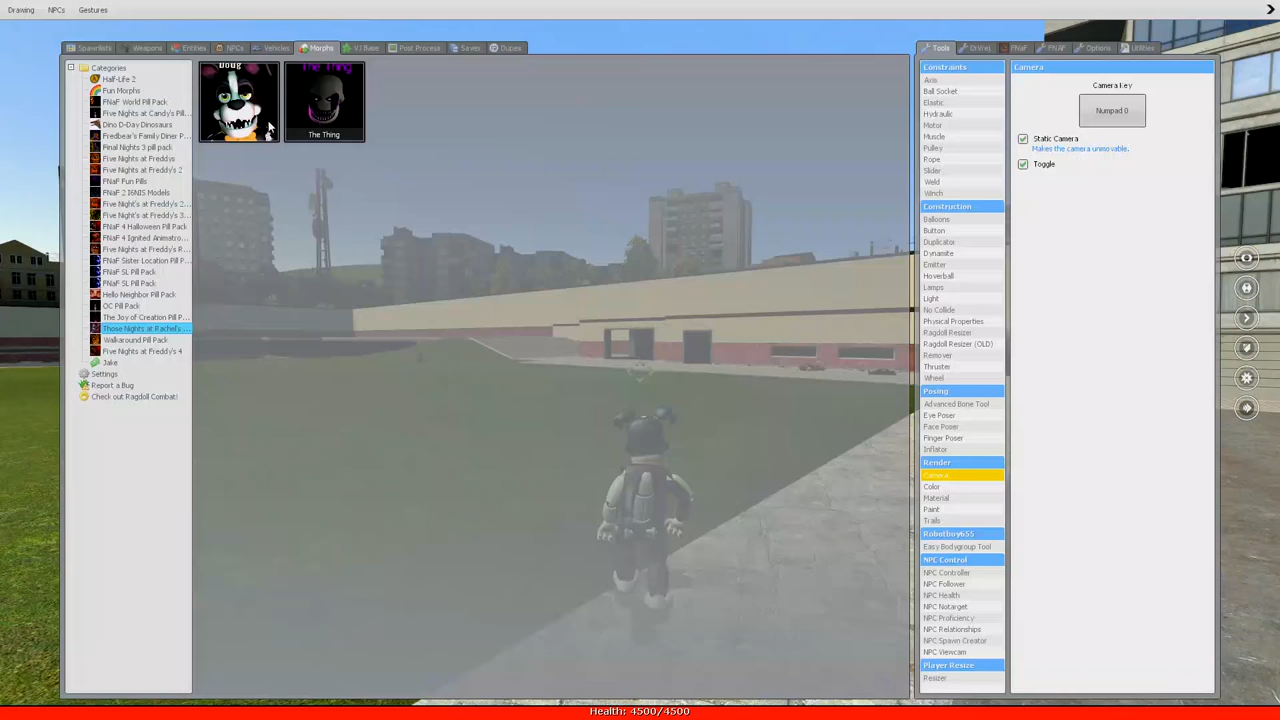 Drawing NPCs Gestures
Spawnlists Weapons Entities NPCs Vehicles Morphs VJ Base Post Process Saves Dupes
Categories
Half-Life 2
Fun Morphs
FNaF World Pill Pack
Five Nights at Candy's Pill...
Dino D-Day Dinosaurs
Fredbear's Family Diner P...
Final Nights 3 pill pack
Five Nights at Freddys
Five Nights at Freddy's 2
FNaF Fun Pills
FNaF 2 IGNIS Models
Five Night's at Freddy's 2...
Five Night's at Freddy's 3...
FNaF 4 Halloween Pill Pack
FNaF 4 Ignited Animatro...
Five Nights at Freddy's R...
FNaF Sister Location Pill P...
FNaF SL Pill Pack
FNaF SL Pill Pack
Hello Neighbor Pill Pack
OC Pill Pack
The Joy of Creation Pill P...
Those Nights at Rachel's ...
Walkaround Pill Pack
Five Nights at Freddy's 4
Jake
Settings
Report a Bug
Check out Ragdoll Combat!
Doug
The Thing
The Thing
Tools DrVrej FNaF FNAF Options Utilities
Constraints
Axis
Ball Socket
Elastic
Hydraulic
Motor
Muscle
Pulley
Rope
Slider
Weld
Winch
Construction
Balloons
Button
Duplicator
Dynamite
Emitter
Hoverball
Lamps
Light
No Collide
Physical Properties
Ragdoll Resizer
Ragdoll Resizer (OLD)
Remover
Thruster
Wheel
Posing
Advanced Bone Tool
Eye Poser
Face Poser
Finger Poser
Inflator
Render
Camera
Color
Material
Paint
Trails
Robotboy655
Easy Bodygroup Tool
NPC Control
NPC Controller
NPC Follower
NPC Health
NPC Notarget
NPC Proficiency
NPC Relationships
NPC Spawn Creator
NPC Viewcam
Player Resize
Resizer
Camera
Camera Key
Numpad 0
Static Camera
Makes the camera unmovable.
Toggle
Health: 4500/4500